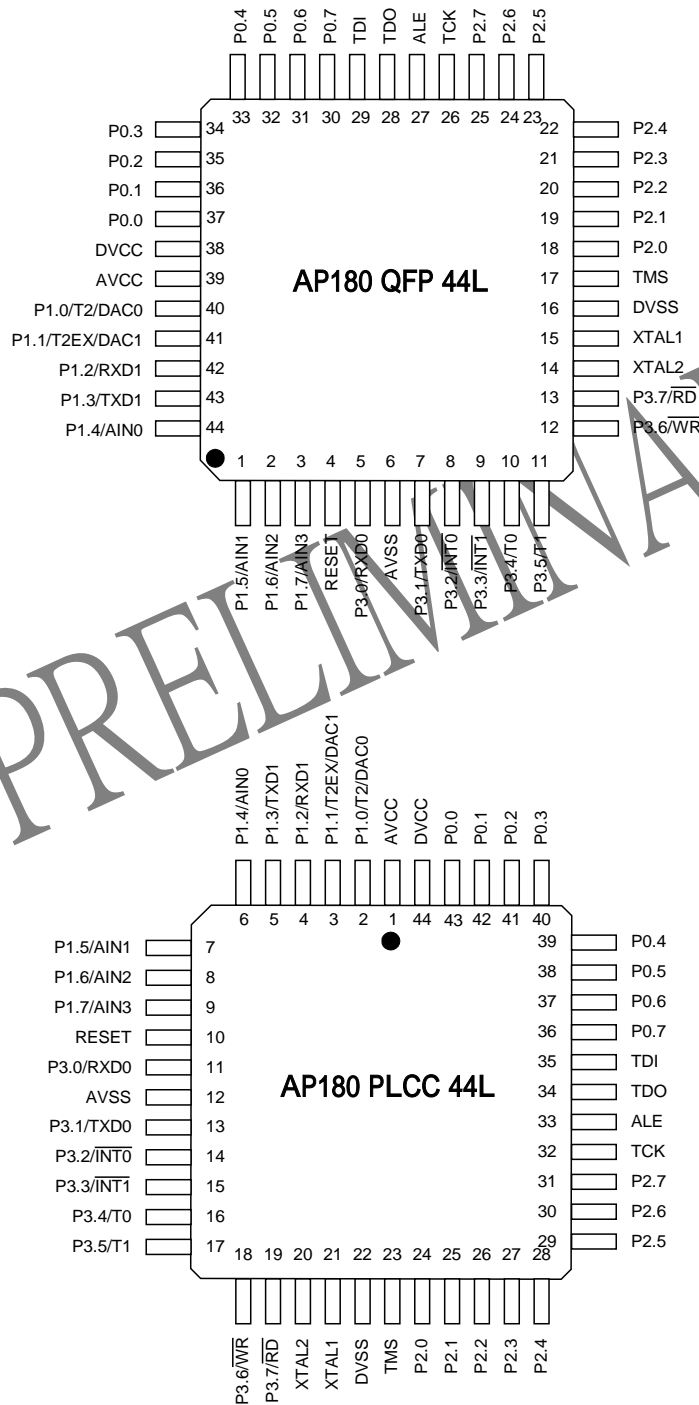 P0.4
P0.5
P0.6
P0.7
TDI
TDO
ALE
TCK
P2.7
P2.6
P2.5
33 32 31 30 29 28 27 26 25 24 23
P0.3 34 22 P2.4
P0.2 35 21 P2.3
P0.1 36 20 P2.2
P0.0 37 19 P2.1
DVCC 38 18 P2.0
AVCC 39 17 TMS
AP180 QFP 44L
P1.0/T2/DAC0 40 16 DVSS
P1.1/T2EX/DAC1 41 15 XTAL1
P1.2/RXD1 42 14 XTAL2
P1.3/TXD1 43 13 P3.7/R̅D̅
P1.4/AIN0 44 12 P3.6/W̅R̅
1 2 3 4 5 6 7 8 9 10 11
P1.5/AIN1
P1.6/AIN2
P1.7/AIN3
RESET
P3.0/RXD0
AVSS
P3.1/TXD0
P3.2/I̅N̅T̅0̅
P3.3/I̅N̅T̅1̅
P3.4/T0
P3.5/T1
PRELIMINA
P1.4/AIN0
P1.3/TXD1
P1.2/RXD1
P1.1/T2EX/DAC1
P1.0/T2/DAC0
AVCC
DVCC
P0.0
P0.1
P0.2
P0.3
6 5 4 3 2 1 44 43 42 41 40
P1.5/AIN1 7 39 P0.4
P1.6/AIN2 8 38 P0.5
P1.7/AIN3 9 37 P0.6
RESET 10 36 P0.7
P3.0/RXD0 11 35 TDI
AP180 PLCC 44L
AVSS 12 34 TDO
P3.1/TXD0 13 33 ALE
P3.2/I̅N̅T̅0̅ 14 32 TCK
P3.3/I̅N̅T̅1̅ 15 31 P2.7
P3.4/T0 16 30 P2.6
P3.5/T1 17 29 P2.5
18 19 20 21 22 23 24 25 26 27 28
P3.6/W̅R̅
P3.7/R̅D̅
XTAL2
XTAL1
DVSS
TMS
P2.0
P2.1
P2.2
P2.3
P2.4